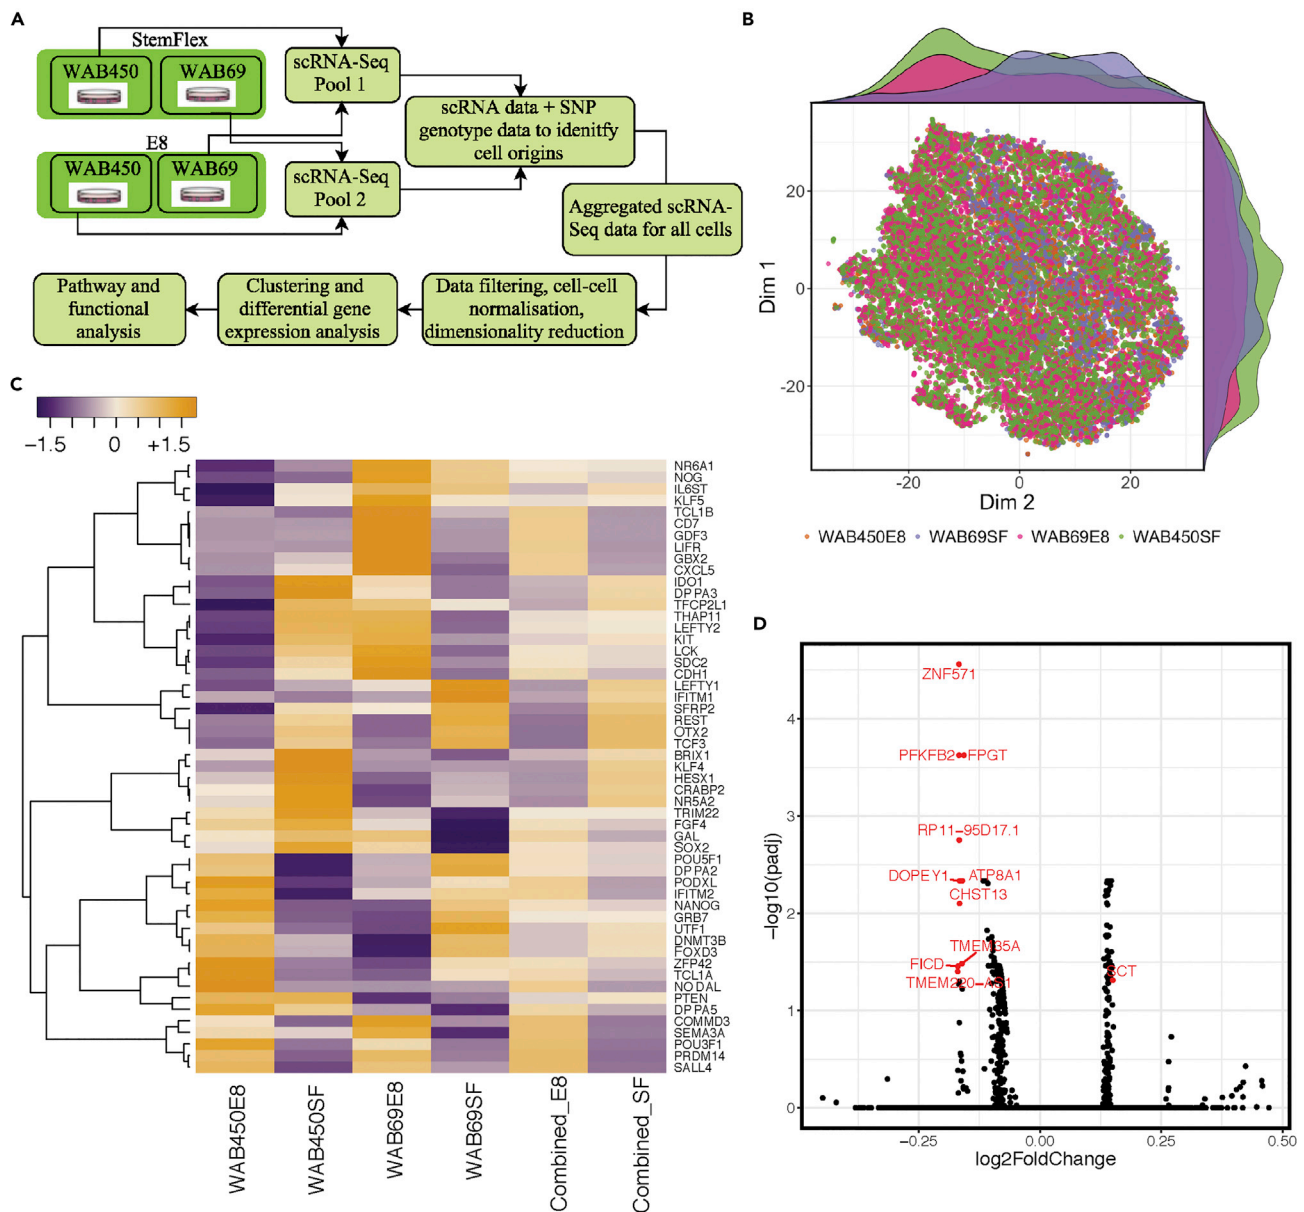 A
StemFlex
WAB450
WAB69
scRNA-Seq
Pool 1
E8
WAB450
WAB69
scRNA-Seq
Pool 2
scRNA data + SNP
genotype data to idenitfy
cell origins
Aggregated scRNA-
Seq data for all cells
Data filtering, cell-cell
normalisation,
dimensionality reduction
Clustering and
differential gene
expression analysis
Pathway and
functional
analysis
B
Dim 1
20
0
-20
-20
0
20
Dim 2
WAB450E8
WAB69SF
WAB69E8
WAB450SF
C
-1.5
0
+1.5
NR6A1
NOG
IL6ST
KLF5
TCL1B
CD7
GDF3
LIFR
GBX2
CXCL5
IDO1
DPPA3
TFCP2L1
THAP11
LEFTY2
KIT
LCK
SDC2
CDH1
LEFTY1
IFITM1
SFRP2
REST
OTX2
TCF3
BRIX1
KLF4
HESX1
CRABP2
NR5A2
TRIM22
FGF4
GAL
SOX2
POU5F1
DPPA2
PODXL
IFITM2
NANOG
GRB7
UTF1
DNMT3B
FOXD3
ZFP42
TCL1A
NODAL
PTEN
DPPA5
COMMD3
SEMA3A
POU3F1
PRDM14
SALL4
WAB450E8
WAB450SF
WAB69E8
WAB69SF
Combined_E8
Combined_SF
D
-log10(padj)
4
3
2
1
0
ZNF571
PFKFB2
FPGT
RP11-95D17.1
DOPEY1
ATP8A1
CHST13
TMEM35A
FICD
TMEM220-AS1
SCT
-0.25
0.00
0.25
0.50
log2FoldChange